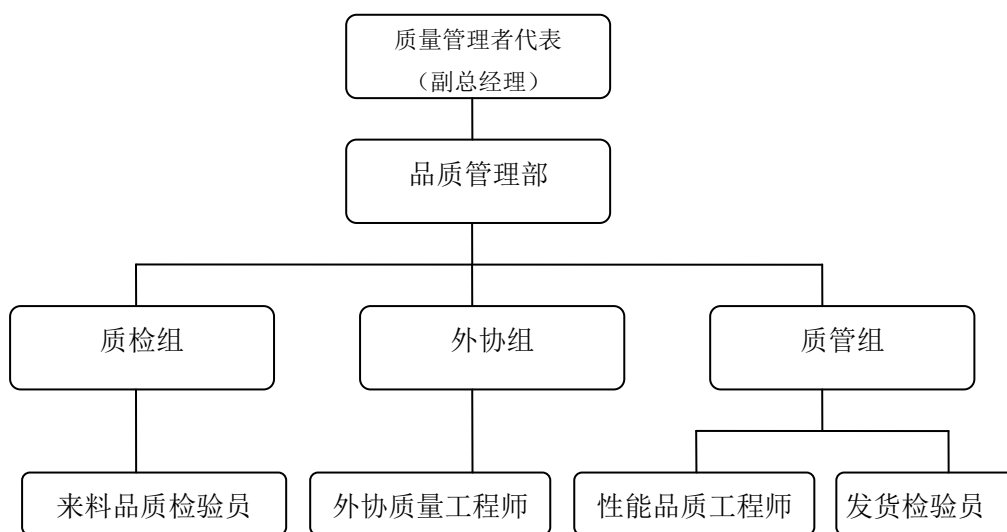 质量管理者代表
（副总经理）
品质管理部
质检组
外协组
质管组
来料品质检验员
外协质量工程师
性能品质工程师
发货检验员